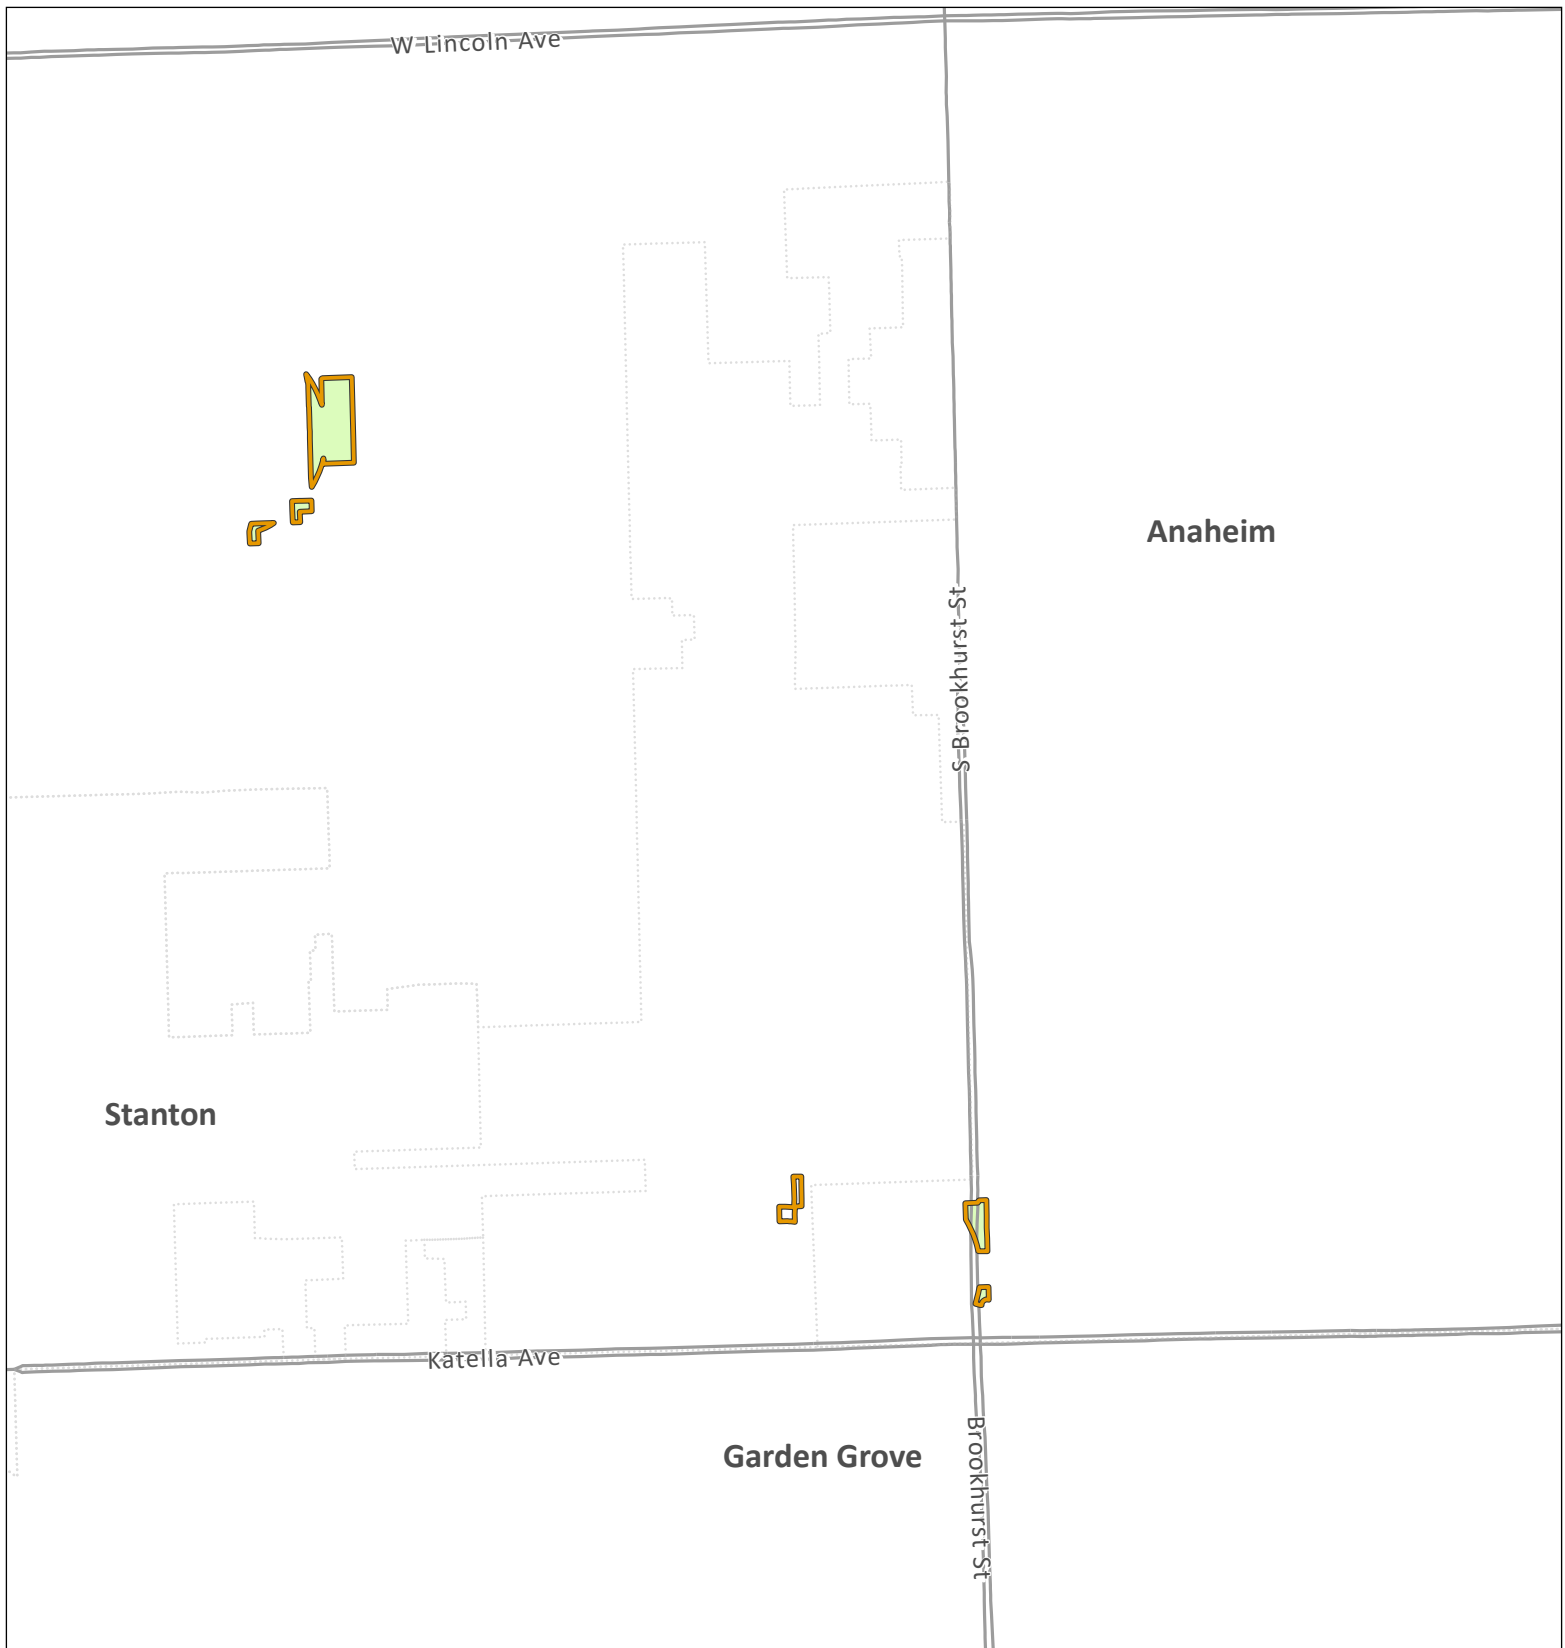 W Lincoln Ave
Anaheim
S Brookhurst St
Stanton
Katella Ave
Garden Grove
Brookhurst St